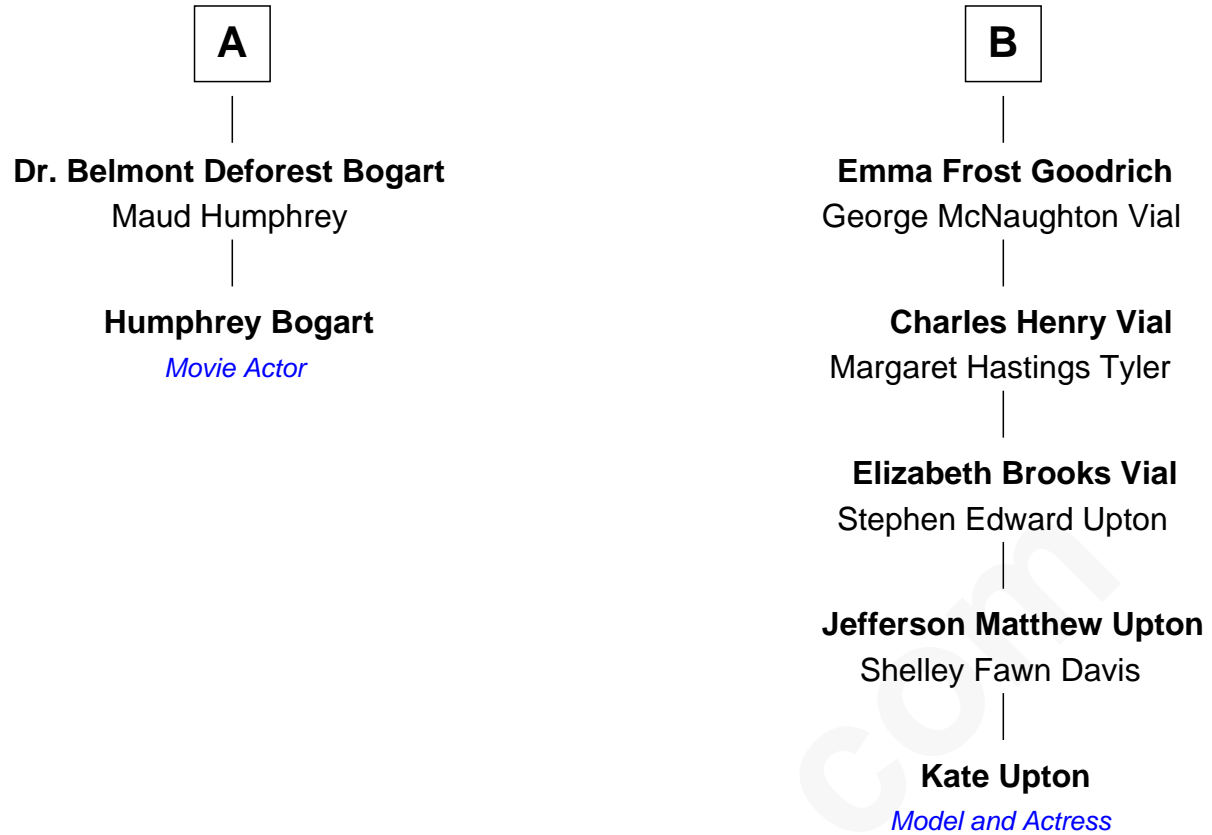 A
Dr. Belmont Deforest Bogart
Maud Humphrey
Humphrey Bogart
Movie Actor
B
Emma Frost Goodrich
George McNaughton Vial
Charles Henry Vial
Margaret Hastings Tyler
Elizabeth Brooks Vial
Stephen Edward Upton
Jefferson Matthew Upton
Shelley Fawn Davis
Kate Upton
Model and Actress
com